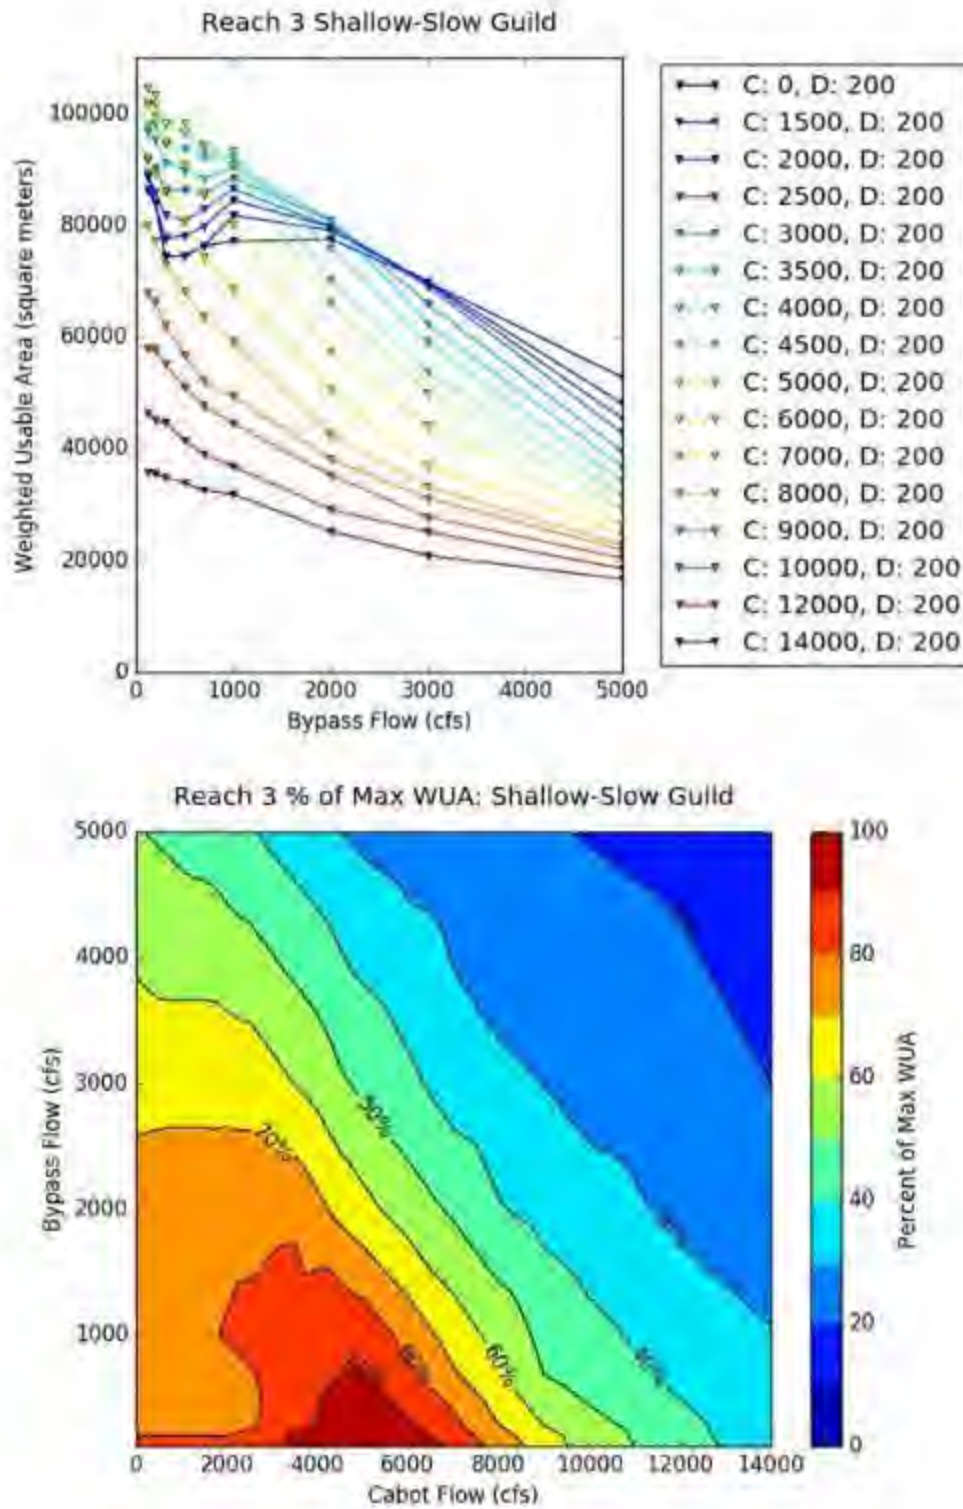 Reach 3 Shallow-Slow Guild
Weighted Usable Area (square meters)
100000
80000
60000
40000
20000
0
0 1000 2000 3000 4000 5000
Bypass Flow (cfs)
C: 0, D: 200
C: 1500, D: 200
C: 2000, D: 200
C: 2500, D: 200
C: 3000, D: 200
C: 3500, D: 200
C: 4000, D: 200
C: 4500, D: 200
C: 5000, D: 200
C: 6000, D: 200
C: 7000, D: 200
C: 8000, D: 200
C: 9000, D: 200
C: 10000, D: 200
C: 12000, D: 200
C: 14000, D: 200
Reach 3 % of Max WUA: Shallow-Slow Guild
Bypass Flow (cfs)
5000
4000
3000
2000
1000
70%
50%
60%
0 2000 4000 6000 8000 10000 12000 14000
Cabot Flow (cfs)
100
80
60
40
20
0
Percent of Max WUA